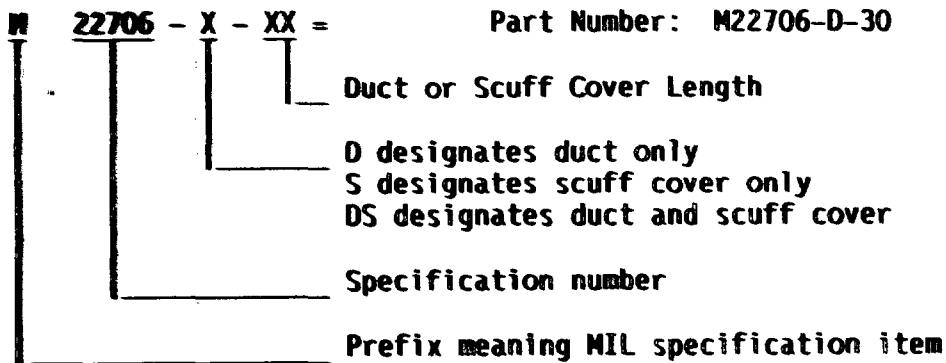 M 22706 - X - XX = Part Number: M22706-D-30
Duct or Scuff Cover Length
D designates duct only
S designates scuff cover only
DS designates duct and scuff cover
Specification number
Prefix meaning MIL specification item